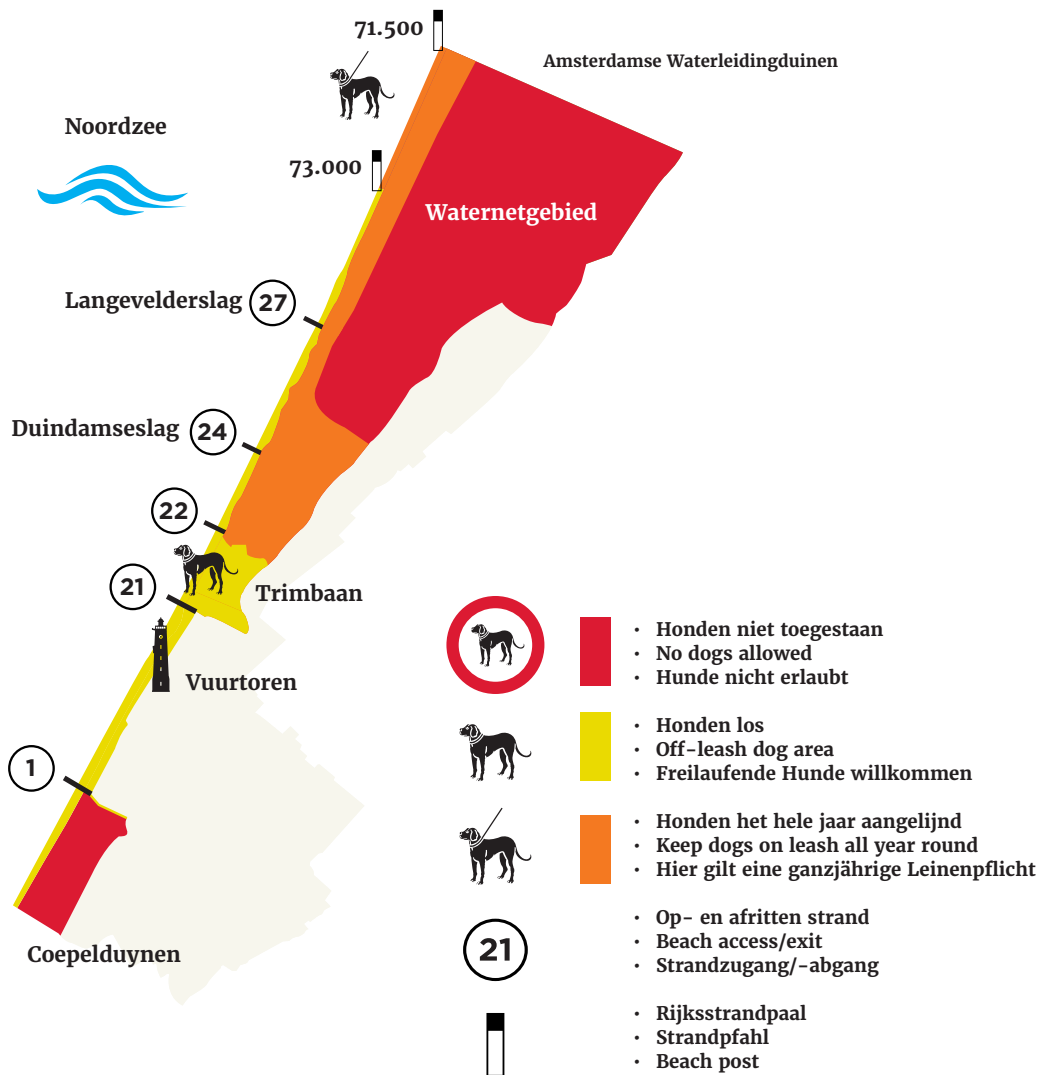 71.500
Amsterdamse Waterleidingduinen
Noordzee
73.000
Waternetgebied
Langevelderslag 27
Duindamseslag 24
22
21
Trimbaan
Vuurtoren
1
Coepelduynen
· Honden niet toegestaan
· No dogs allowed
· Hunde nicht erlaubt
· Honden los
· Off-leash dog area
· Freilaufende Hunde willkommen
· Honden het hele jaar aangelijnd
· Keep dogs on leash all year round
· Hier gilt eine ganzjährige Leinenpflicht
21
· Op- en afritten strand
· Beach access/exit
· Strandzugang/-abgang
· Rijksstrandpaal
· Strandpfahl
· Beach post